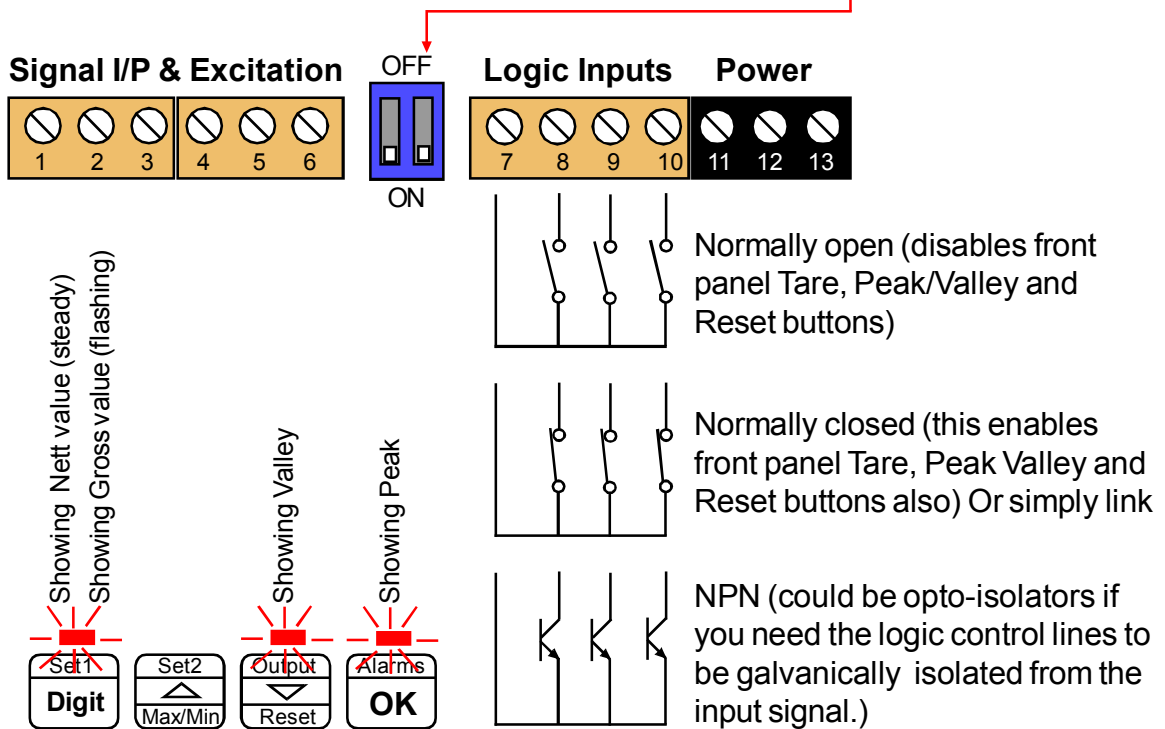 OFF
Signal I/P & Excitation
Logic Inputs
Power
1 2 3 4 5 6
7 8 9 10 11 12 13
ON
Normally open (disables front
panel Tare, Peak/Valley and
Reset buttons)
Normally closed (this enables
front panel Tare, Peak Valley and
Reset buttons also) Or simply link
NPN (could be opto-isolators if
you need the logic control lines to
be galvanically isolated from the
input signal.)
Showing Nett value (steady)
Showing Gross value (flashing)
Showing Valley
Showing Peak
Set1
Digit
Set2
Max/Min
Output
Reset
Alarms
OK